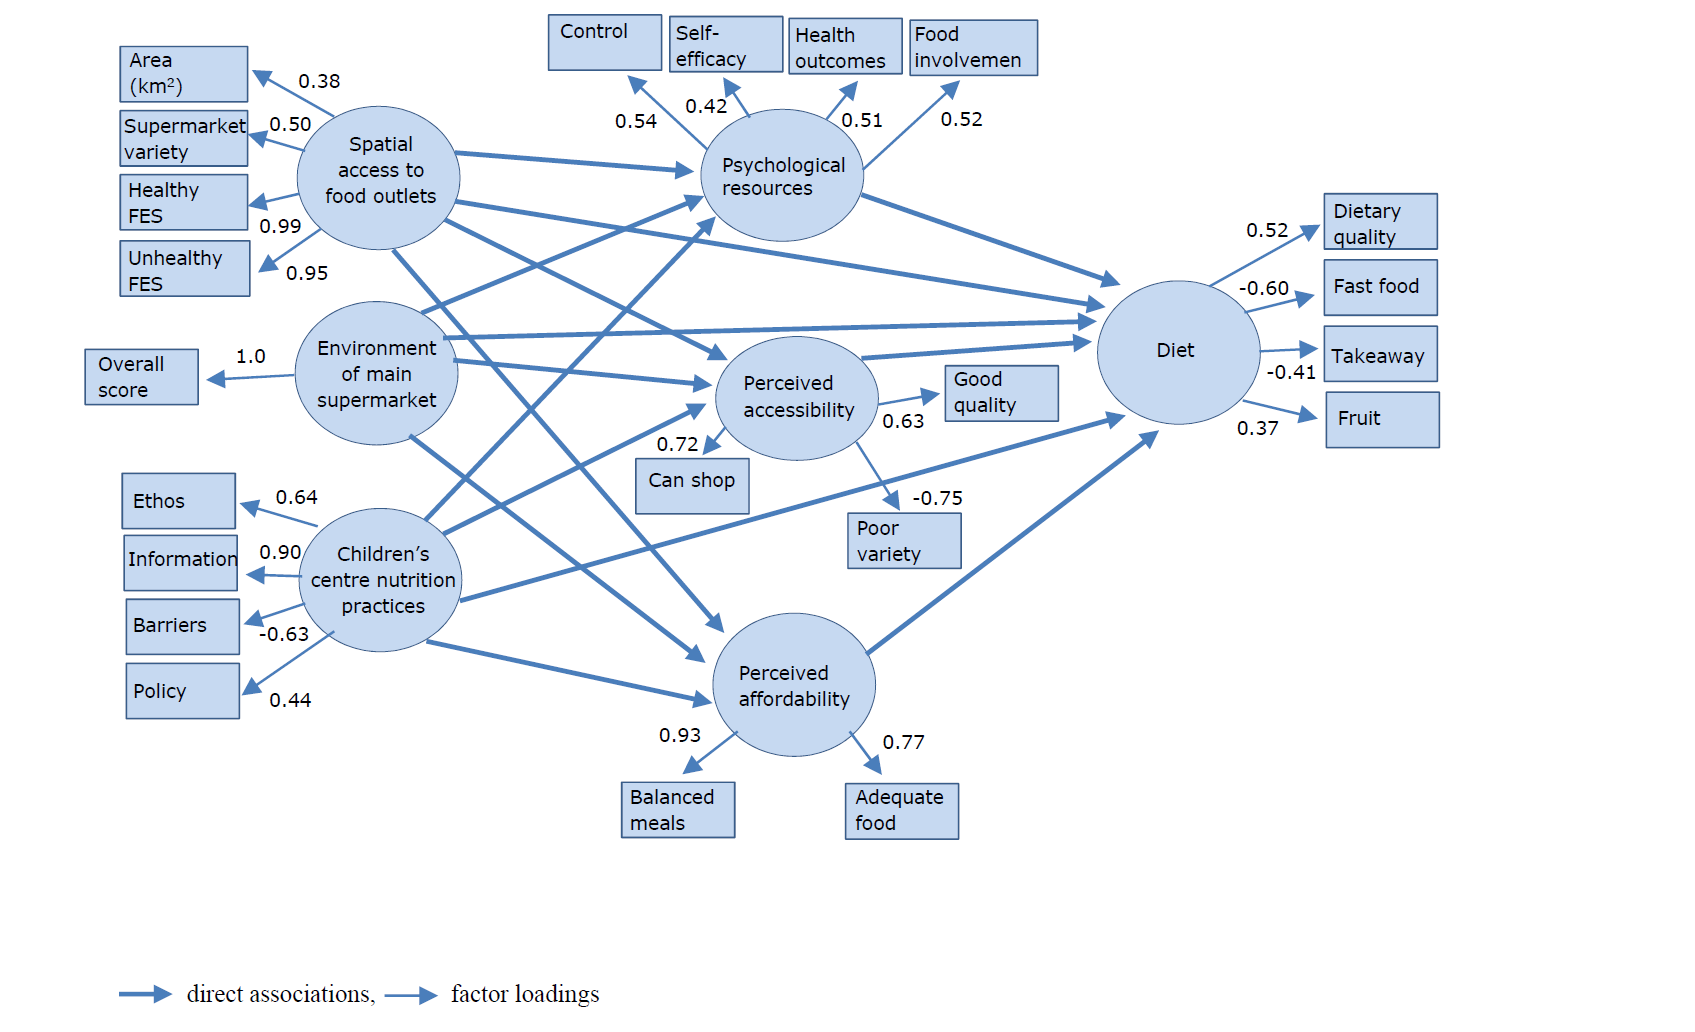 Control
Self-
efficacy
Health
outcomes
Food
involvemen
Area
(km²)
0.38
Supermarket
variety
0.50
Healthy
FES
0.99
Unhealthy
FES
0.95
Spatial
access to
food outlets
0.54
0.42
0.51
0.52
Psychological
resources
Dietary
quality
0.52
Fast food
-0.60
Takeaway
-0.41
Fruit
0.37
Diet
Overall
score
1.0
Environment
of main
supermarket
Perceived
accessibility
Good
quality
0.63
0.72
Can shop
-0.75
Poor
variety
Ethos
0.64
Information
0.90
Barriers
-0.63
Policy
0.44
Children’s
centre nutrition
practices
Perceived
affordability
0.93
0.77
Balanced
meals
Adequate
food
direct associations, factor loadings